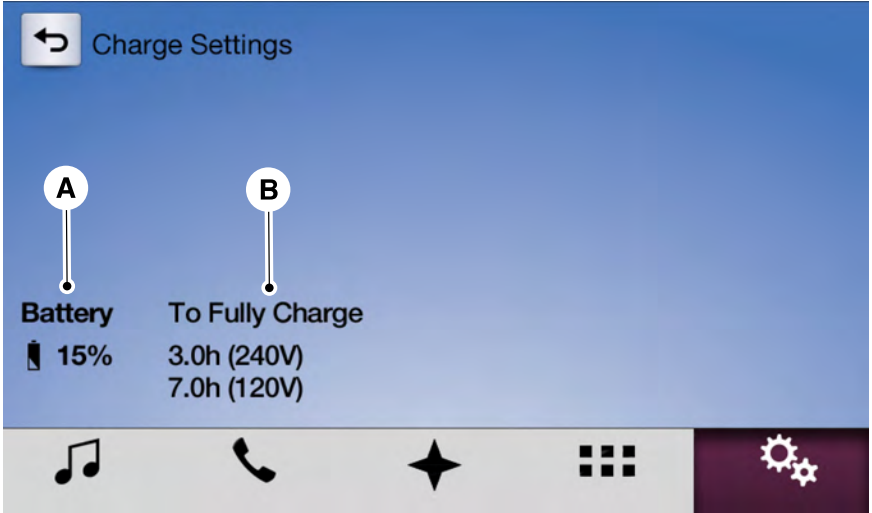 Charge Settings
A
B
Battery
To Fully Charge
15%
3.0h (240V)
7.0h (120V)